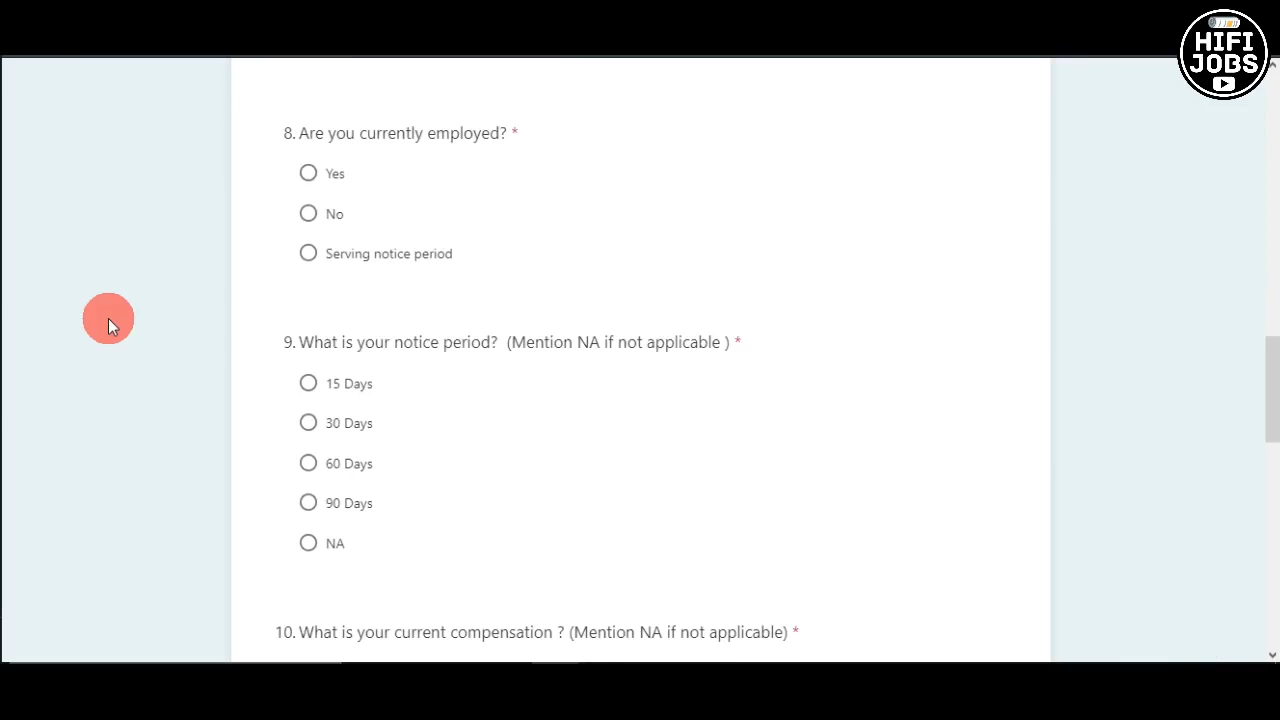 HIFI
JOBS
8. Are you currently employed? *
Yes
No
Serving notice period
9. What is your notice period?  (Mention NA if not applicable ) *
15 Days
30 Days
60 Days
90 Days
NA
10. What is your current compensation ? (Mention NA if not applicable) *